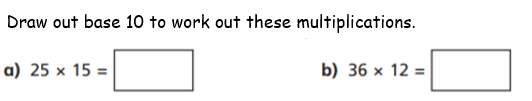 Draw out base 10 to work out these multiplications.
a) 25 × 15 =
b) 36 × 12 =